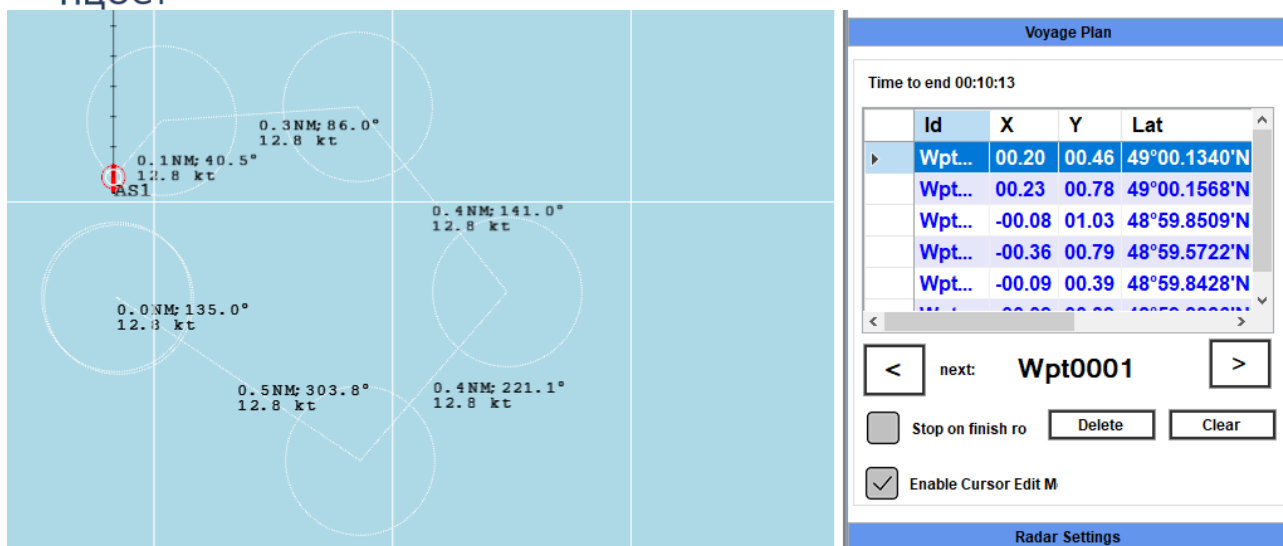 0.3NM; 86.0°
12.8 kt
0.1NM; 40.5°
12.8 kt
AS1
0.4NM; 141.0°
12.8 kt
0.0NM; 135.0°
12.8 kt
0.5NM; 303.8°
12.8 kt
0.4NM; 221.1°
12.8 kt
Voyage Plan
Time to end 00:10:13
Id X Y Lat
Wpt... 00.20 00.46 49°00.1340'N
Wpt... 00.23 00.78 49°00.1568'N
Wpt... -00.08 01.03 48°59.8509'N
Wpt... -00.36 00.79 48°59.5722'N
Wpt... -00.09 00.39 48°59.8428'N
< next: Wpt0001 >
Stop on finish ro Delete Clear
Enable Cursor Edit M
Radar Settings